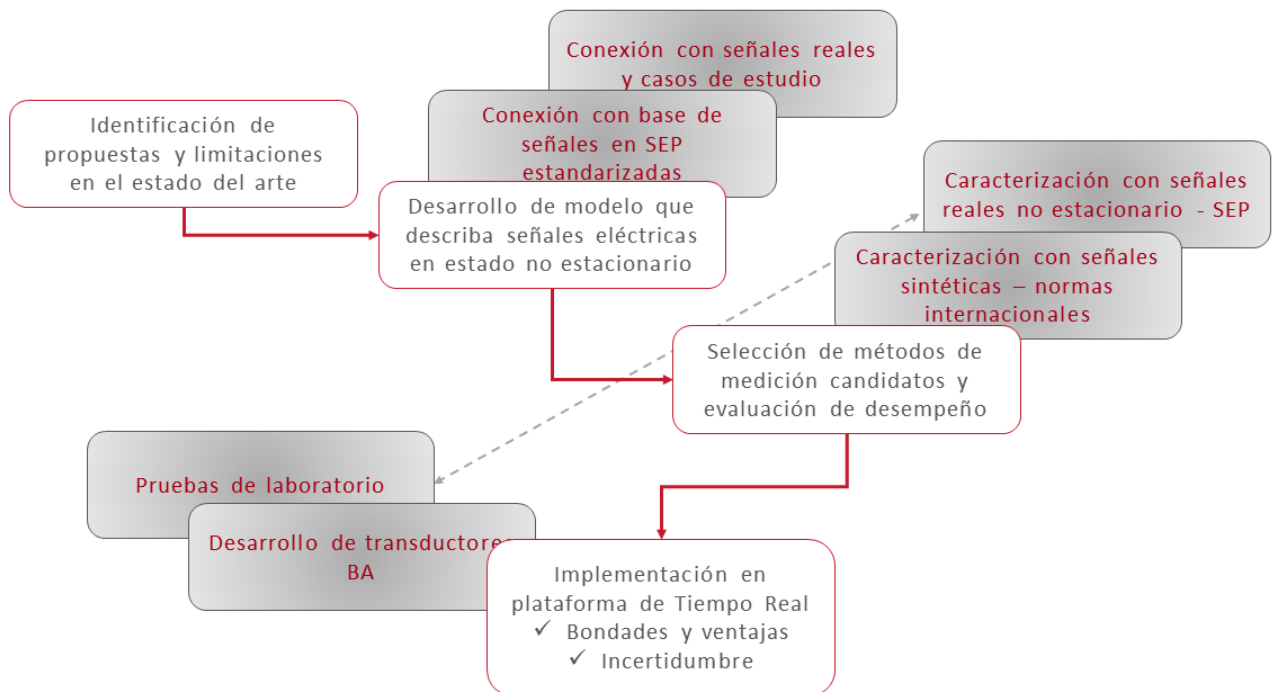 Conexión con señales reales
y casos de estudio
Identificación de
propuestas y limitaciones
en el estado del arte
Conexión con base de
señales en SEP
estandarizadas
Desarrollo de modelo que
describa señales eléctricas
en estado no estacionario
Caracterización con señales
reales no estacionario - SEP
Caracterización con señales
sintéticas – normas
internacionales
Selección de métodos de
medición candidatos y
evaluación de desempeño
Pruebas de laboratorio
Desarrollo de transductores
BA
Implementación en
plataforma de Tiempo Real
✓ Bondades y ventajas
✓ Incertidumbre